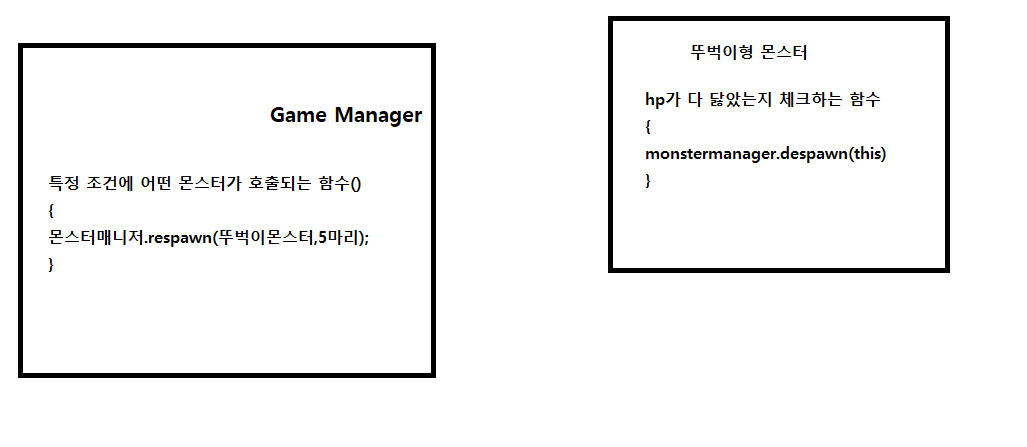 Game Manager
특정 조건에 어떤 몬스터가 호출되는 함수()
{
몬스터매니저.respawn(뚜벅이몬스터,5마리);
}
뚜벅이형 몬스터
hp가 다 닳았는지 체크하는 함수
{
monstermanager.despawn(this)
}